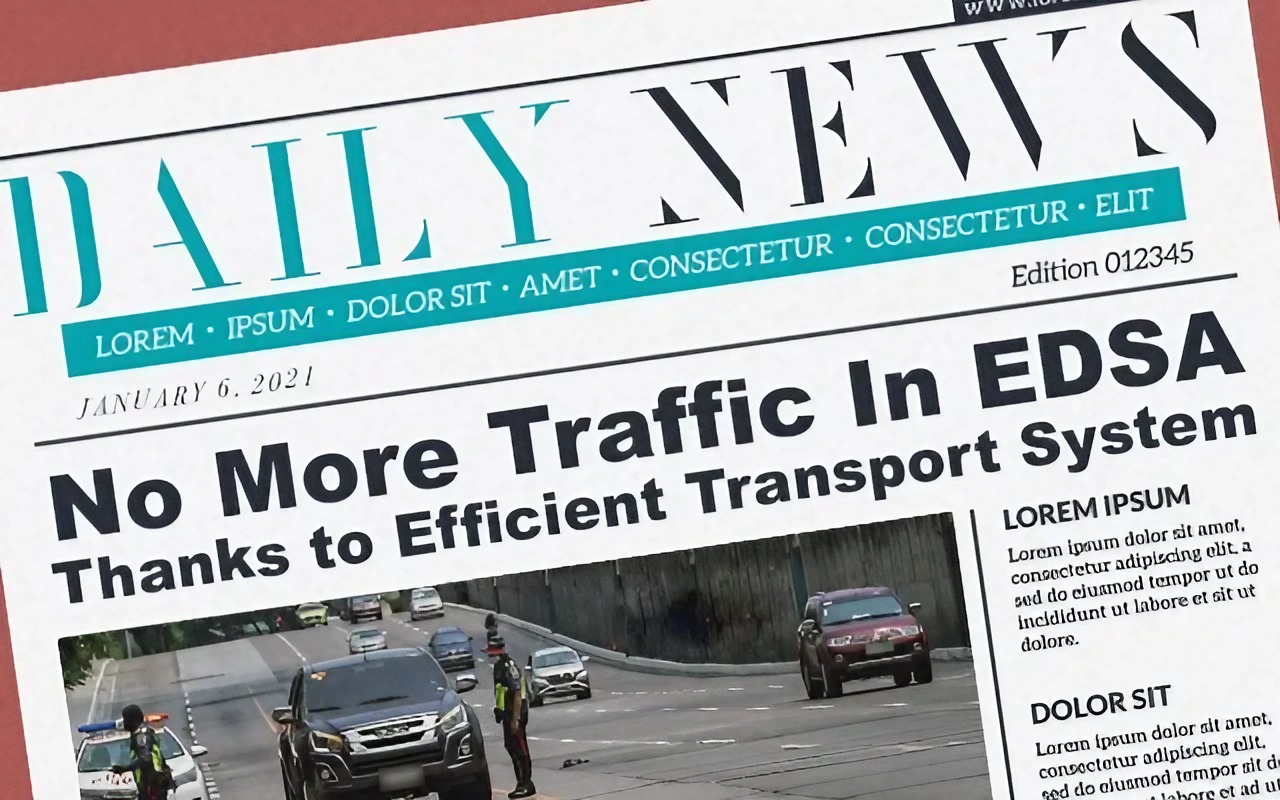 DAILY NEWS
LOREM • IPSUM • DOLOR SIT • AMET • CONSECTETUR • CONSECTETUR • ELIT
JANUARY 6. 2021
Edition 012345
No More Traffic In EDSA
Thanks to Efficient Transport System
LOREM IPSUM
Lorem ipsum dolor sit amet,
consectetur adipiscing elit. a
sed do eiusmod tempor ut do
incididunt ut labore et sit ut
dolore.
DOLOR SIT
Lorem ipsum dolor sit amet,
consectetur adipiscing elit,
sed do eiusmod tempor sit
labore et ad